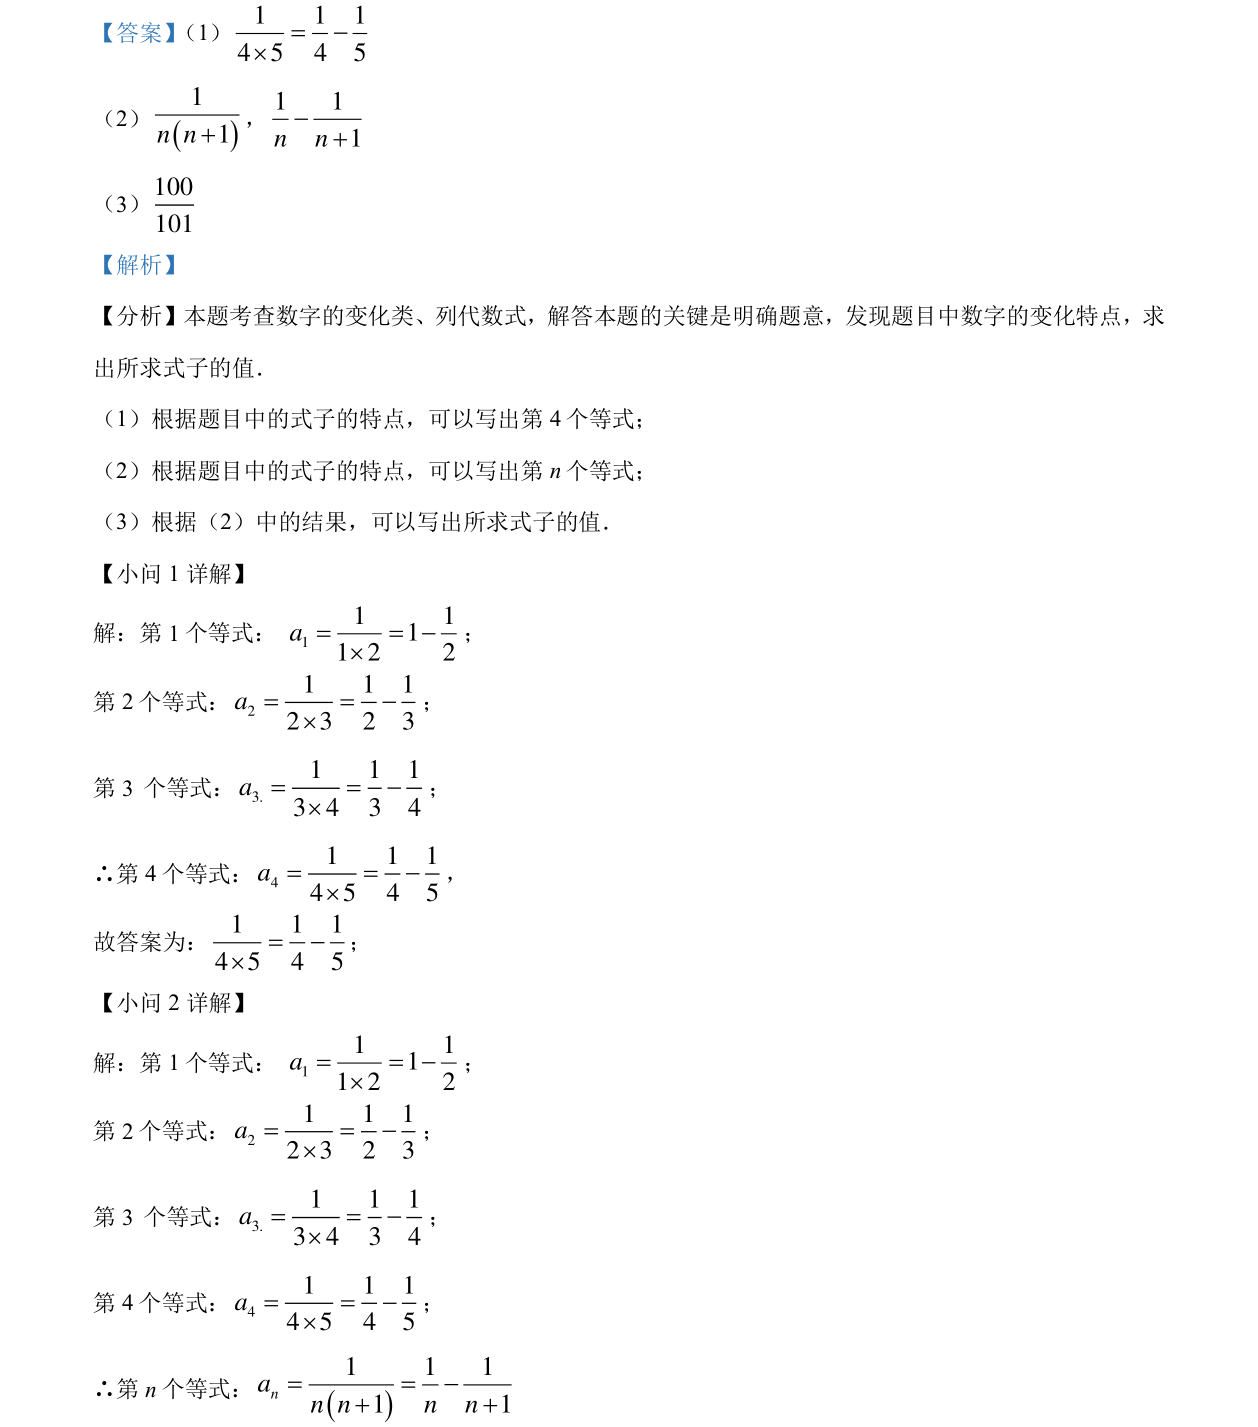 【答案】（1）1/(4×5)=1/4−1/5
（2）1/(n(n+1))，1/n−1/(n+1)
（3）100/101
【解析】
【分析】本题考查数字的变化类、列代数式，解答本题的关键是明确题意，发现题目中数字的变化特点，求
出所求式子的值．
（1）根据题目中的式子的特点，可以写出第 4 个等式；
（2）根据题目中的式子的特点，可以写出第 n 个等式；
（3）根据（2）中的结果，可以写出所求式子的值．
【小问 1 详解】
解：第 1 个等式： a₁=1/(1×2)=1−1/2；
第 2 个等式：a₂=1/(2×3)=1/2−1/3；
第 3 个等式：a₃.=1/(3×4)=1/3−1/4；
∴第 4 个等式：a₄=1/(4×5)=1/4−1/5，
故答案为：1/(4×5)=1/4−1/5；
【小问 2 详解】
解：第 1 个等式： a₁=1/(1×2)=1−1/2；
第 2 个等式：a₂=1/(2×3)=1/2−1/3；
第 3 个等式：a₃.=1/(3×4)=1/3−1/4；
第 4 个等式：a₄=1/(4×5)=1/4−1/5；
∴第 n 个等式：aₙ=1/(n(n+1))=1/n−1/(n+1)